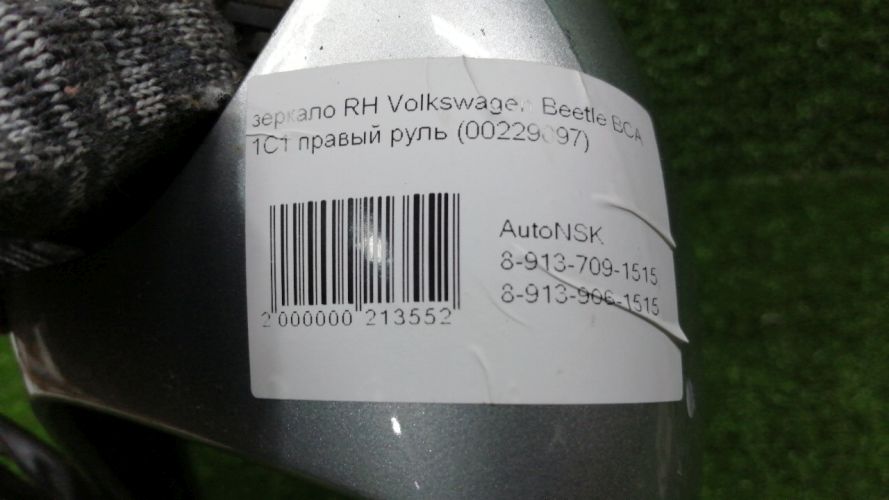 зеркало RH Volkswagen Beetle BCA
1C1 правый руль
AutoNSK
8-913-709-1515
8-913-906-1515
2 000000 213552